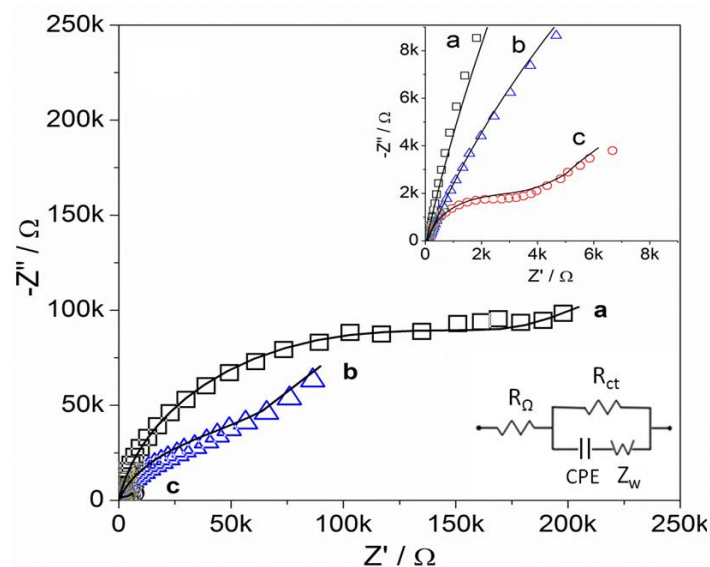 250k
200k
150k
100k
50k
0
0
50k
100k
150k
200k
250k
-Z'' / Ω
Z' / Ω
a
b
c
8k
6k
4k
2k
0
0
2k
4k
6k
8k
-Z'' / Ω
Z' / Ω
a
b
c
RΩ
Rct
CPE
Zw